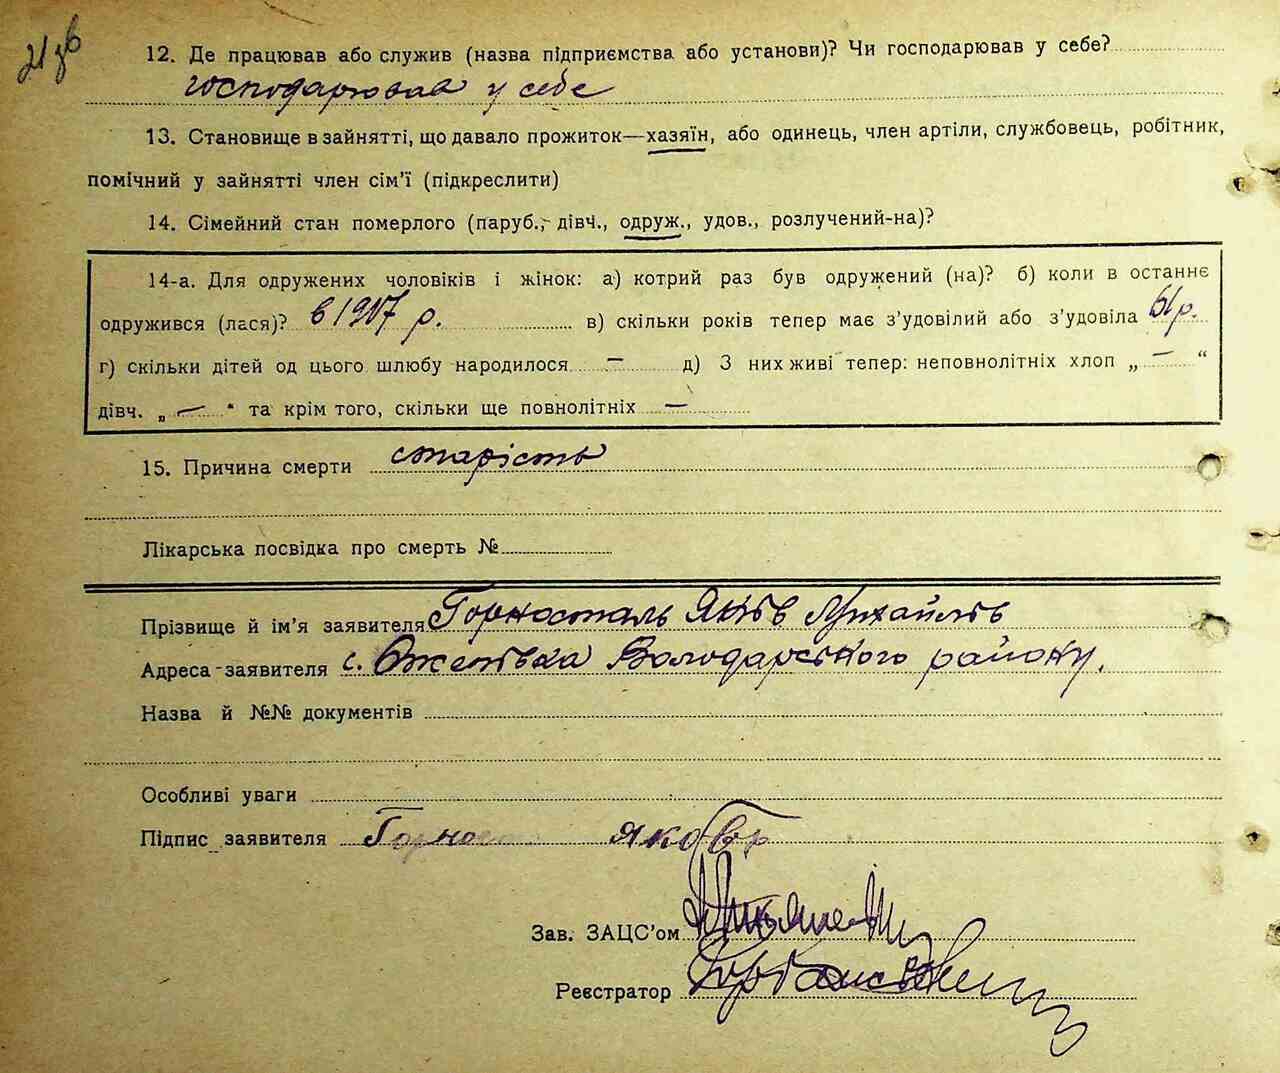 21 зв
12. Де працював або служив (назва підприємства або установи)? Чи господарював у себе?
господарював у себе
13. Становище в зайнятті, що давало прожиток—хазяїн, або одинець, член артіли, службовець, робітник,
помічний у зайнятті член сім’ї (підкреслити)
14. Сімейний стан померлого (паруб., дівч., одруж., удов., розлучений-на)?
14-а. Для одружених чоловіків і жінок: а) котрий раз був одружений (на)? б) коли в останнє
одружився (лася)? в 1907 р. в) скільки років тепер має з’удовілий або з’удовіла р.
г) скільки дітей од цього шлюбу народилося — д) З них живі тепер: неповнолітніх хлоп „ — “
дівч. „ — “ та крім того, скільки ще повнолітніх —
15. Причина смерти старість
Лікарська посвідка про смерть №
Прізвище й ім’я заявителя Горносталь Яків Михайлів
Адреса заявителя с. Ожегівка Володарського району.
Назва й №№ документів
Особливі уваги
Підпис заявителя Горнос Яков
Зав. ЗАЦС’ом
Реєстратор